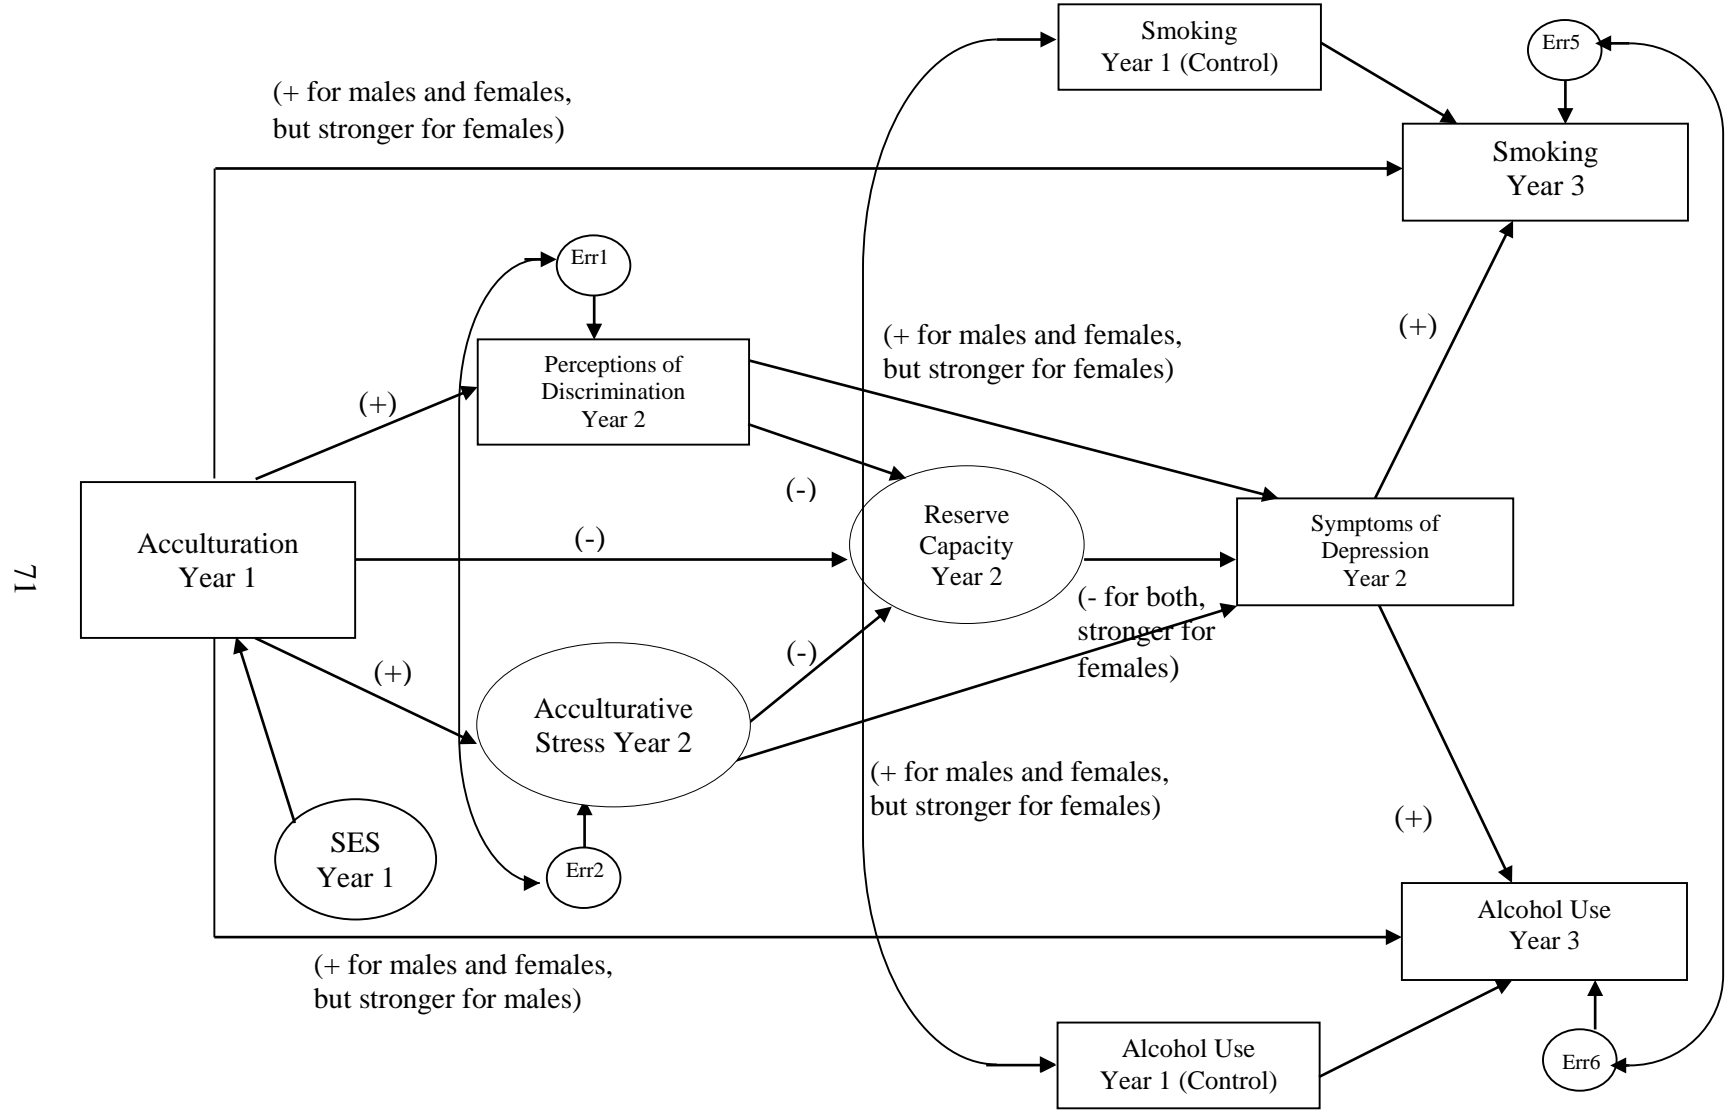 Smoking
Year 1 (Control)
Err5
(+ for males and females,
but stronger for females)
Smoking
Year 3
Err1
(+ for males and females,
but stronger for females)
(+)
Perceptions of
Discrimination
Year 2
(+)
(-)
Reserve
Capacity
Year 2
Symptoms of
Depression
Year 2
Acculturation
Year 1
(-)
71
(- for both,
stronger for
females)
(+)
(-)
Acculturative
Stress Year 2
(+ for males and females,
but stronger for females)
(+)
SES
Year 1
Err2
Alcohol Use
Year 3
(+ for males and females,
but stronger for males)
Alcohol Use
Year 1 (Control)
Err6